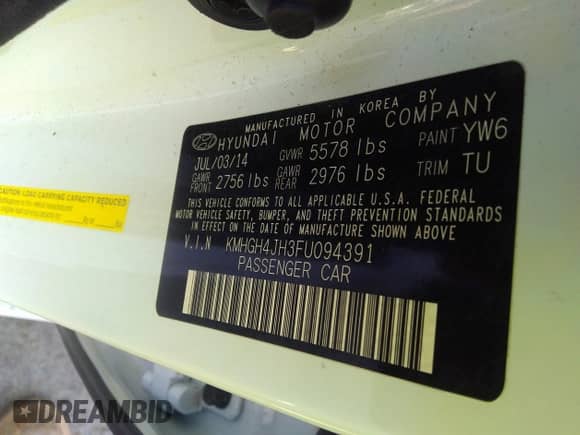 MANUFACTURED IN KOREA BY
HYUNDAI MOTOR COMPANY
JUL/03/14 GVWR 5578 lbs PAINT YW6
GAWR FRONT 2756 lbs GAWR REAR 2976 lbs TRIM TU
THIS VEHICLE CONFORMS TO ALL APPLICABLE U.S.A. FEDERAL
MOTOR VEHICLE SAFETY, BUMPER, AND THEFT PREVENTION STANDARDS
IN EFFECT ON THE DATE OF MANUFACTURE SHOWN ABOVE.
V.I.N KMHGH4JH3FU094391
PASSENGER CAR
CAUTION: LOAD CARRYING CAPACITY REDUCED
DREAMBID